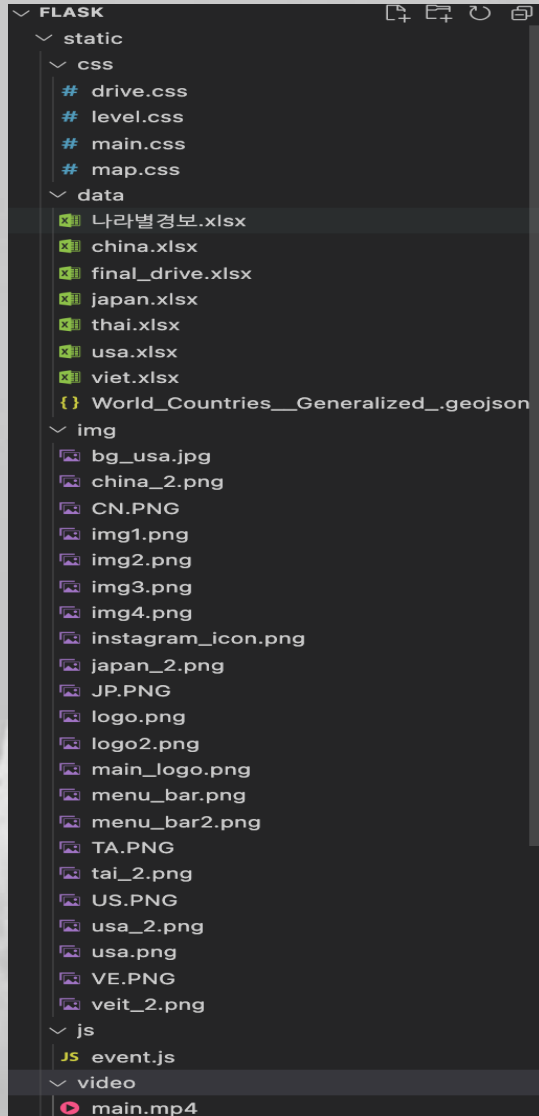 FLASK
static
css
# drive.css
# level.css
# main.css
# map.css
data
나라별경보.xlsx
china.xlsx
final_drive.xlsx
japan.xlsx
thai.xlsx
usa.xlsx
viet.xlsx
{ } World_Countries__Generalized_.geojson
img
bg_usa.jpg
china_2.png
CN.PNG
img1.png
img2.png
img3.png
img4.png
instagram_icon.png
japan_2.png
JP.PNG
logo.png
logo2.png
main_logo.png
menu_bar.png
menu_bar2.png
TA.PNG
tai_2.png
US.PNG
usa_2.png
usa.png
VE.PNG
veit_2.png
js
JS event.js
video
main.mp4